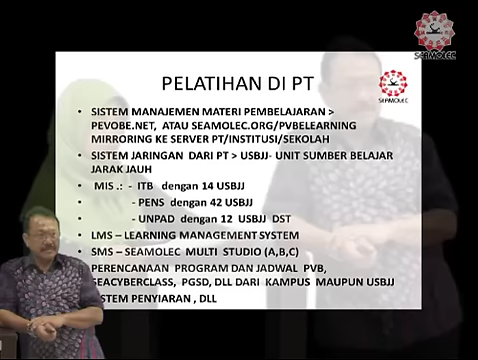 SEAMOLEC
PELATIHAN DI PT
SEAMOLEC
• SISTEM MANAJEMEN MATERI PEMBELAJARAN >
PEVOBE.NET, ATAU SEAMOLEC.ORG/PVBELEARNING
MIRRORING KE SERVER PT/INSTITUSI/SEKOLAH
• SISTEM JARINGAN DARI PT > USBJJ- UNIT SUMBER BELAJAR
JARAK JAUH
• MIS .: - ITB dengan 14 USBJJ
• - PENS dengan 42 USBJJ
• - UNPAD dengan 12 USBJJ DST
• LMS – LEARNING MANAGEMENT SYSTEM
• SMS – SEAMOLEC MULTI STUDIO (A,B,C)
PERENCANAAN PROGRAM DAN JADWAL PVB,
SEACYBERCLASS, PGSD, DLL DARI KAMPUS MAUPUN USBJJ
SISTEM PENYIARAN , DLL